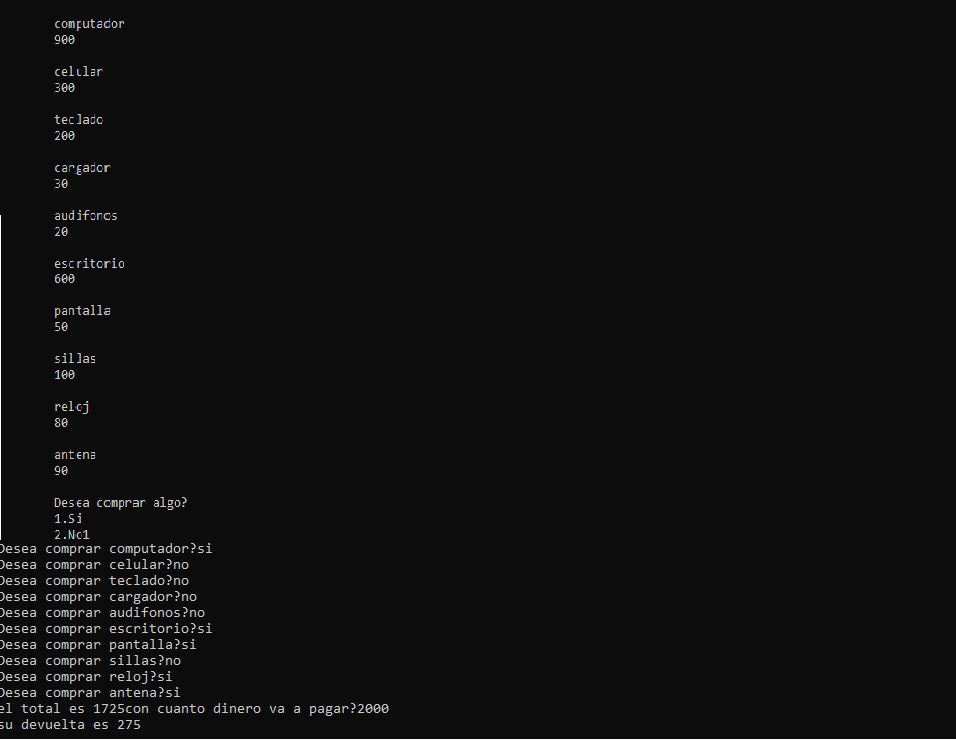 computador
900
celular
300
teclado
200
cargador
30
audifonos
20
escritorio
600
pantalla
50
sillas
100
reloj
80
antena
90
Desea comprar algo?
1.Si
2.No1
Desea comprar computador?si
Desea comprar celular?no
Desea comprar teclado?no
Desea comprar cargador?no
Desea comprar audifonos?no
Desea comprar escritorio?si
Desea comprar pantalla?si
Desea comprar sillas?no
Desea comprar reloj?si
Desea comprar antena?si
el total es 1725con cuanto dinero va a pagar?2000
su devuelta es 275